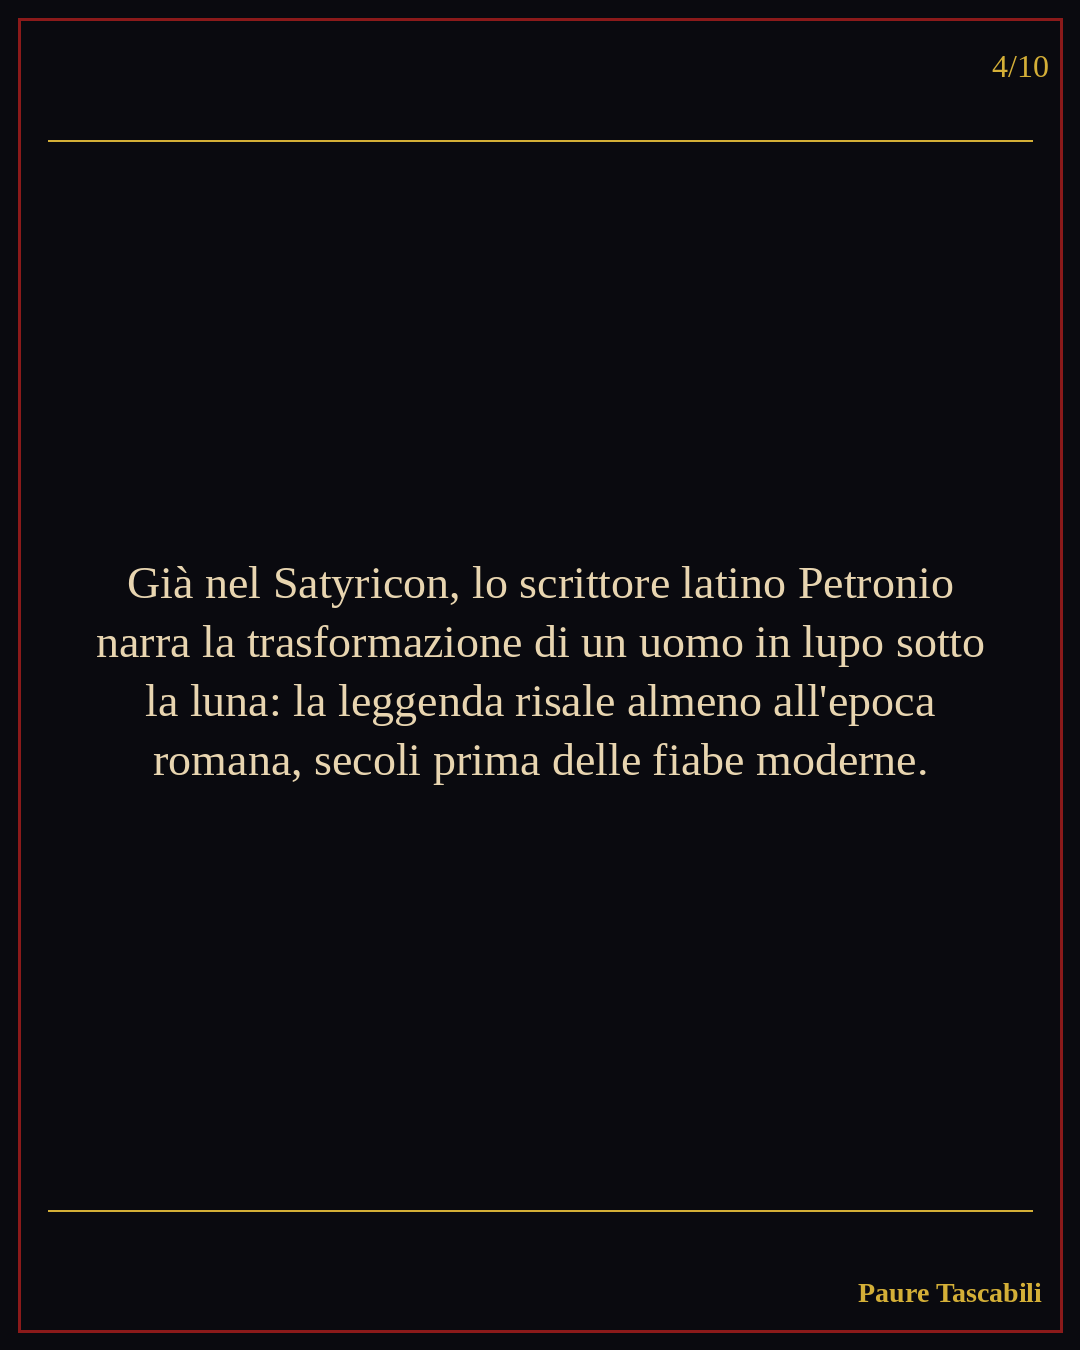 4/10
Già nel Satyricon, lo scrittore latino Petronio
narra la trasformazione di un uomo in lupo sotto
la luna: la leggenda risale almeno all'epoca
romana, secoli prima delle fiabe moderne.
Paure Tascabili